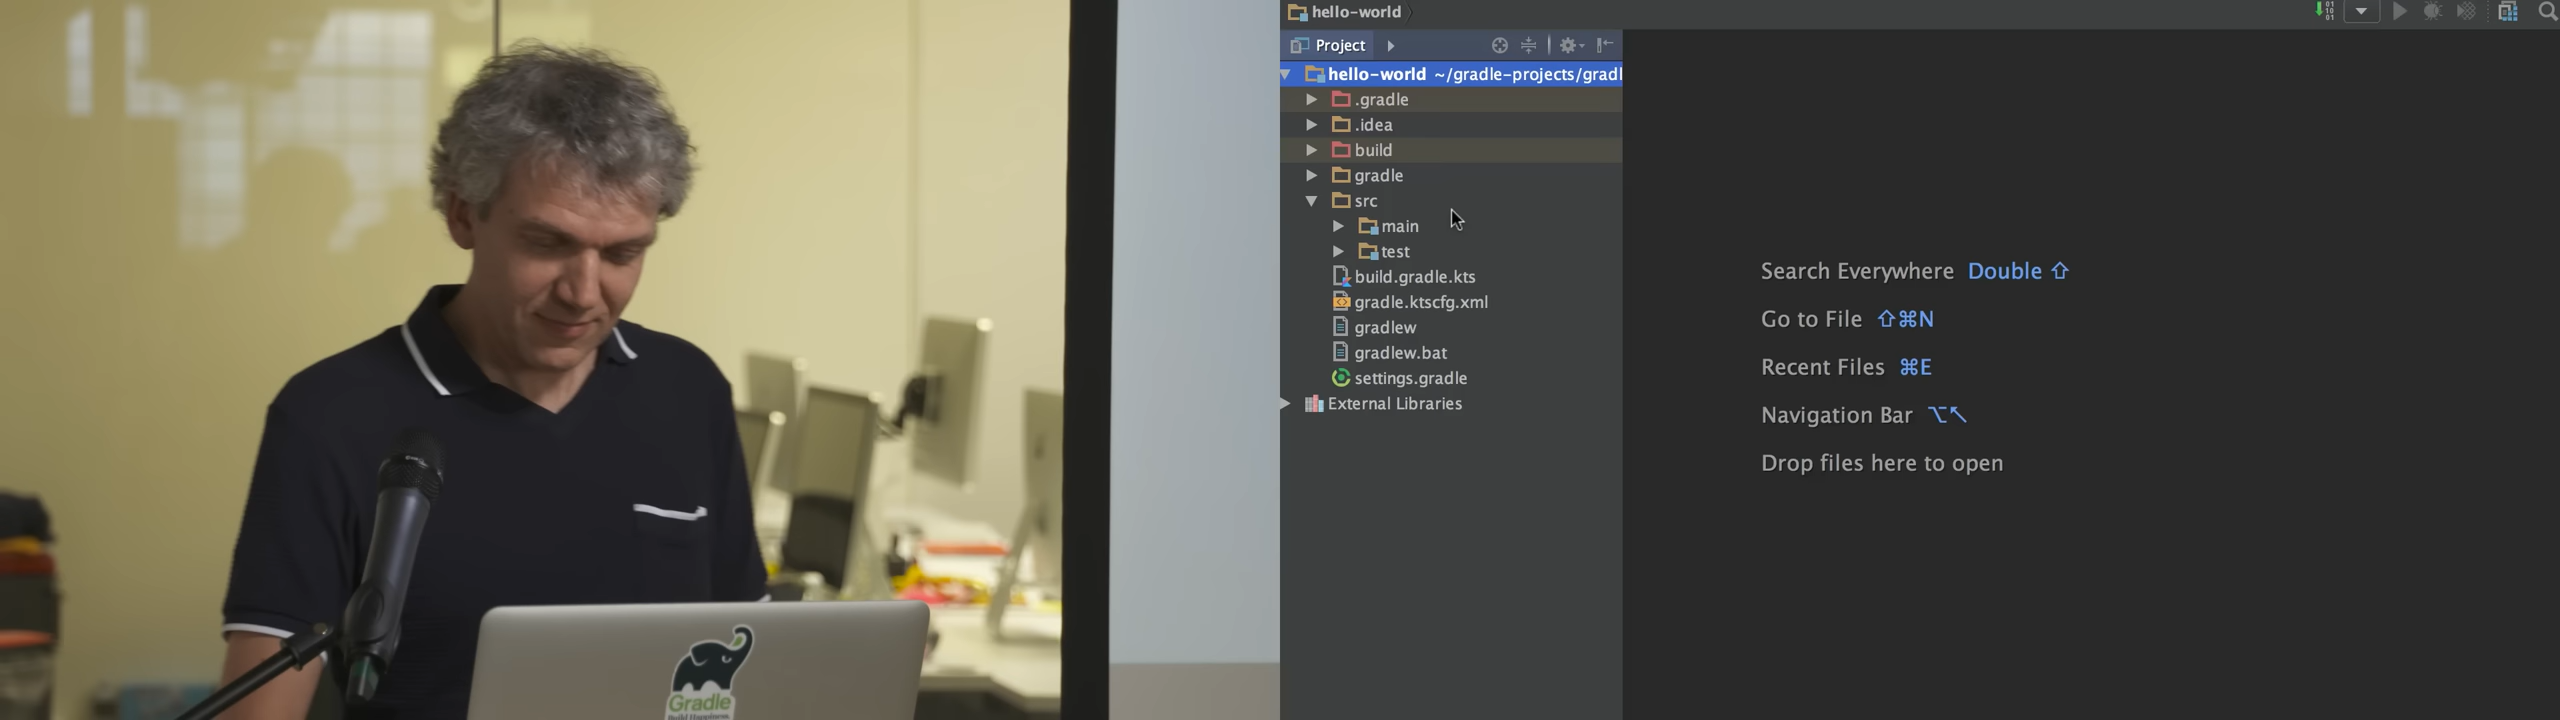 Gradle
Build Happiness.
hello-world
Project
hello-world ~/gradle-projects/gradl
.gradle
.idea
build
gradle
src
main
test
build.gradle.kts
gradle.ktscfg.xml
gradlew
gradlew.bat
settings.gradle
External Libraries
Search Everywhere Double ⇧
Go to File ⇧⌘N
Recent Files ⌘E
Navigation Bar ⌥↖
Drop files here to open